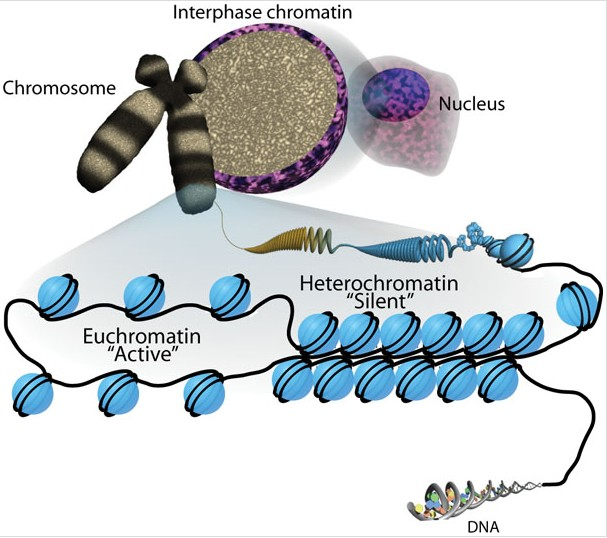 Interphase chromatin
Chromosome
Nucleus
Heterochromatin
“Silent”
Euchromatin
“Active”
DNA